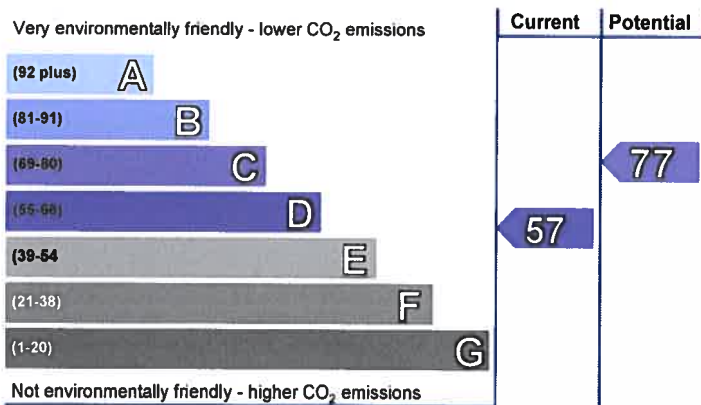 Very environmentally friendly - lower CO₂ emissions
Current
Potential
(92 plus) A
(81-91) B
(69-80) C
77
(55-68) D
57
(39-54 E
(21-38) F
(1-20) G
Not environmentally friendly - higher CO₂ emissions